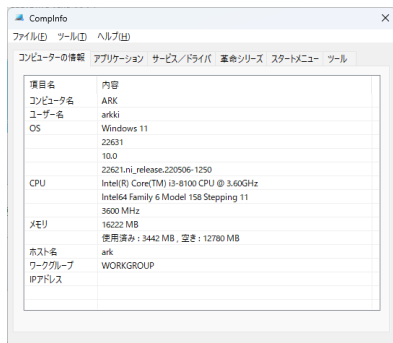 CompInfo
ファイル(F) ツール(T) ヘルプ(H)
コンピューターの情報 アプリケーション サービス／ドライバ 革命シリーズ スタートメニュー ツール
項目名 内容
コンピュータ名 ARK
ユーザー名 arkki
OS Windows 11
22631
10.0
22621.ni_release.220506-1250
CPU Intel(R) Core(TM) i3-8100 CPU @ 3.60GHz
Intel64 Family 6 Model 158 Stepping 11
3600 MHz
メモリ 16222 MB
使用済み : 3442 MB , 空き : 12780 MB
ホスト名 ark
ワークグループ WORKGROUP
IPアドレス